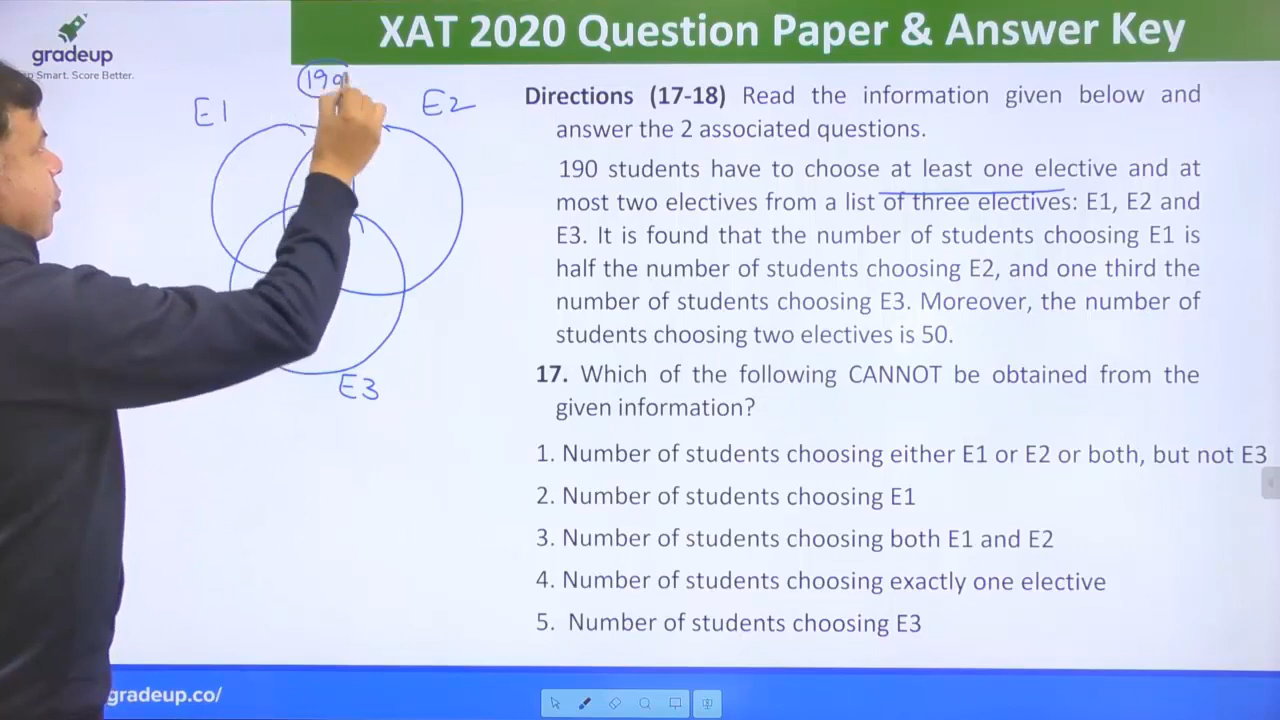 gradeup
p Smart. Score Better.
XAT 2020 Question Paper & Answer Key
190
E1
E2
E3
Directions (17-18) Read the information given below and
answer the 2 associated questions.
190 students have to choose at least one elective and at
most two electives from a list of three electives: E1, E2 and
E3. It is found that the number of students choosing E1 is
half the number of students choosing E2, and one third the
number of students choosing E3. Moreover, the number of
students choosing two electives is 50.
17. Which of the following CANNOT be obtained from the
given information?
1. Number of students choosing either E1 or E2 or both, but not E3
2. Number of students choosing E1
3. Number of students choosing both E1 and E2
4. Number of students choosing exactly one elective
5. Number of students choosing E3
gradeup.co/